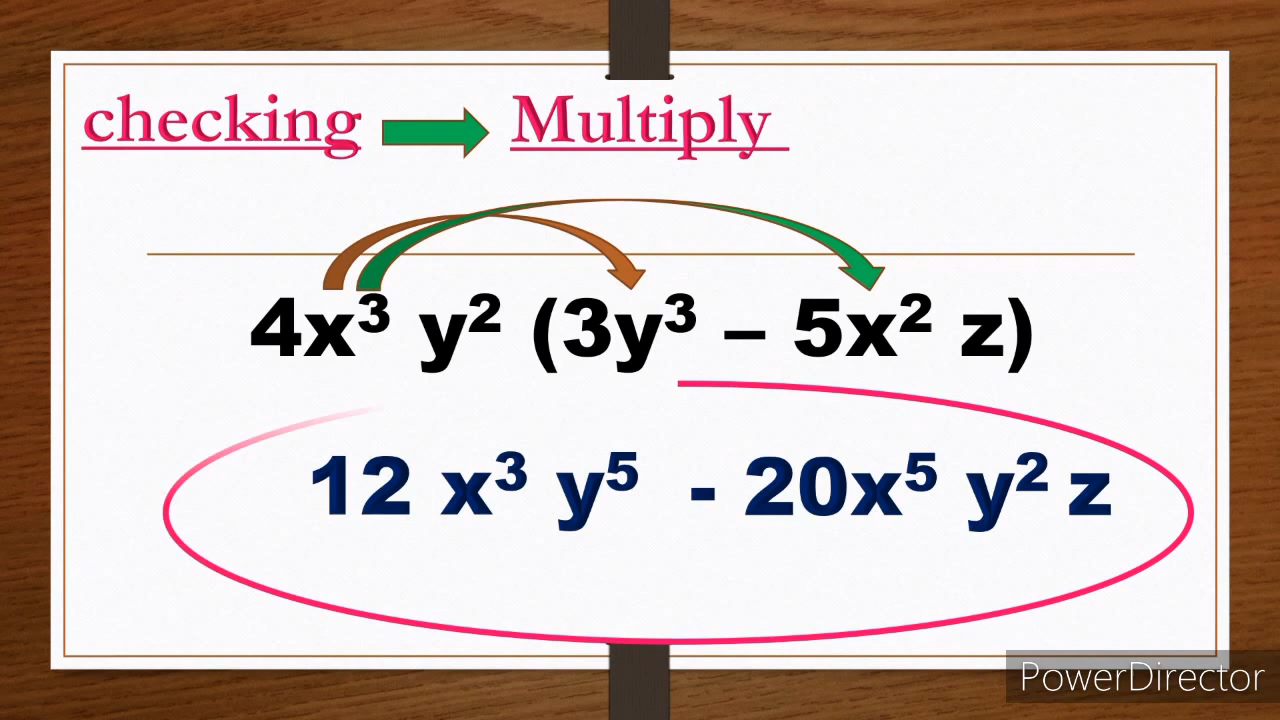 checking Multiply
4x³ y² (3y³ – 5x² z)
12 x³ y⁵ - 20x⁵ y² z
PowerDirector